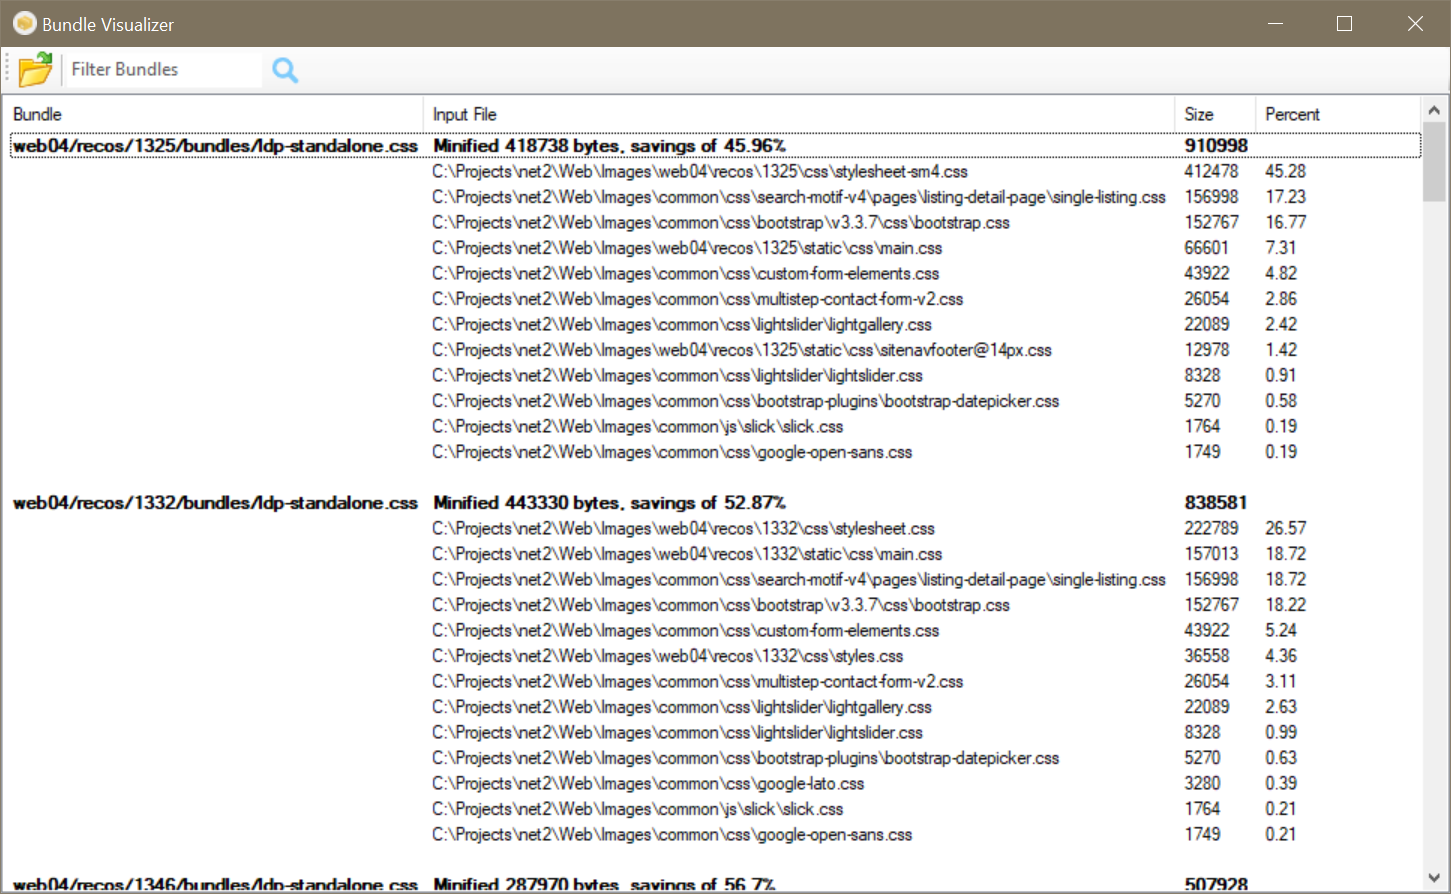 Bundle Visualizer
Filter Bundles
Bundle Input File Size Percent
web04/recos/1325/bundles/ldp-standalone.css Minified 418738 bytes, savings of 45.96% 910998
C:\Projects\net2\Web\Images\web04\recos\1325\css\stylesheet-sm4.css 412478 45.28
C:\Projects\net2\Web\Images\common\css\search-motif-v4\pages\listing-detail-page\single-listing.css 156998 17.23
C:\Projects\net2\Web\Images\common\css\bootstrap\v3.3.7\css\bootstrap.css 152767 16.77
C:\Projects\net2\Web\Images\web04\recos\1325\static\css\main.css 66601 7.31
C:\Projects\net2\Web\Images\common\css\custom-form-elements.css 43922 4.82
C:\Projects\net2\Web\Images\common\css\multistep-contact-form-v2.css 26054 2.86
C:\Projects\net2\Web\Images\common\css\lightslider\lightgallery.css 22089 2.42
C:\Projects\net2\Web\Images\web04\recos\1325\static\css\sitenavfooter@14px.css 12978 1.42
C:\Projects\net2\Web\Images\common\css\lightslider\lightslider.css 8328 0.91
C:\Projects\net2\Web\Images\common\css\bootstrap-plugins\bootstrap-datepicker.css 5270 0.58
C:\Projects\net2\Web\Images\common\js\slick\slick.css 1764 0.19
C:\Projects\net2\Web\Images\common\css\google-open-sans.css 1749 0.19
web04/recos/1332/bundles/ldp-standalone.css Minified 443330 bytes, savings of 52.87% 838581
C:\Projects\net2\Web\Images\web04\recos\1332\css\stylesheet.css 222789 26.57
C:\Projects\net2\Web\Images\web04\recos\1332\static\css\main.css 157013 18.72
C:\Projects\net2\Web\Images\common\css\search-motif-v4\pages\listing-detail-page\single-listing.css 156998 18.72
C:\Projects\net2\Web\Images\common\css\bootstrap\v3.3.7\css\bootstrap.css 152767 18.22
C:\Projects\net2\Web\Images\common\css\custom-form-elements.css 43922 5.24
C:\Projects\net2\Web\Images\web04\recos\1332\css\styles.css 36558 4.36
C:\Projects\net2\Web\Images\common\css\multistep-contact-form-v2.css 26054 3.11
C:\Projects\net2\Web\Images\common\css\lightslider\lightgallery.css 22089 2.63
C:\Projects\net2\Web\Images\common\css\lightslider\lightslider.css 8328 0.99
C:\Projects\net2\Web\Images\common\css\bootstrap-plugins\bootstrap-datepicker.css 5270 0.63
C:\Projects\net2\Web\Images\common\css\google-lato.css 3280 0.39
C:\Projects\net2\Web\Images\common\js\slick\slick.css 1764 0.21
C:\Projects\net2\Web\Images\common\css\google-open-sans.css 1749 0.21
web04/recos/1346/bundles/ldp-standalone.css Minified 287970 bytes, savings of 56.7% 507928